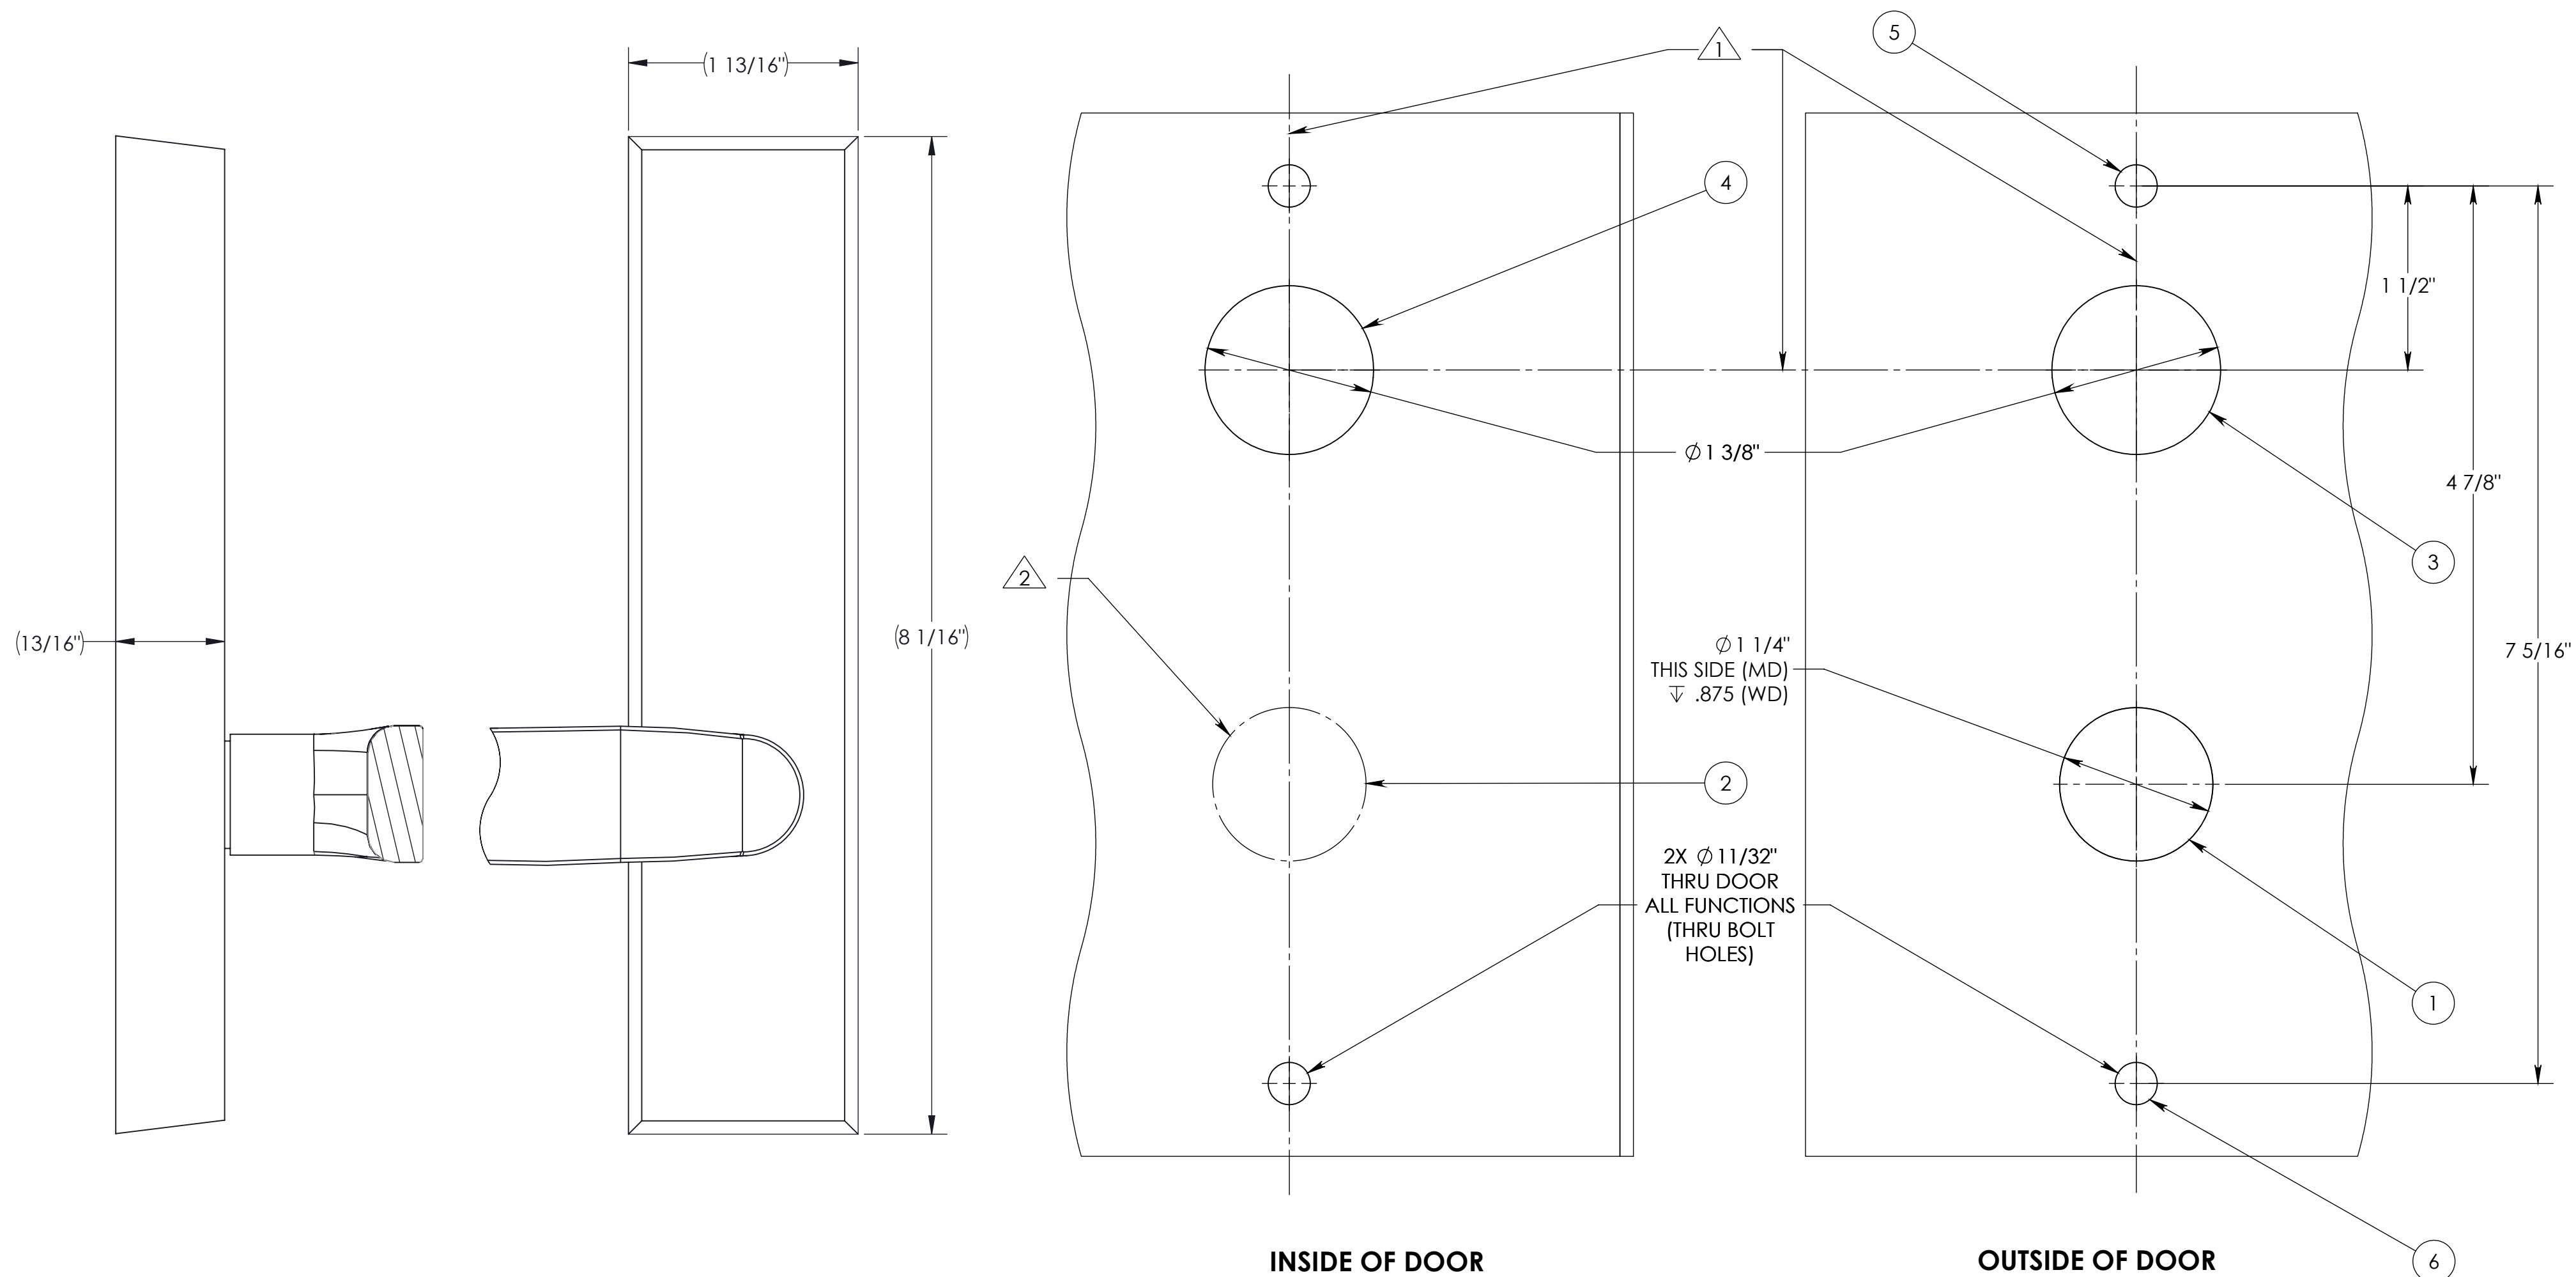 5
1
(1 13/16")
4
1 1/2"
Ø1 3/8"
4 7/8"
3
2
(13/16")
(8 1/16")
Ø1 1/4"
THIS SIDE (MD)
↧ .875 (WD)
7 5/16"
2
2X Ø11/32"
THRU DOOR
ALL FUNCTIONS
(THRU BOLT
HOLES)
1
INSIDE OF DOOR
OUTSIDE OF DOOR
6